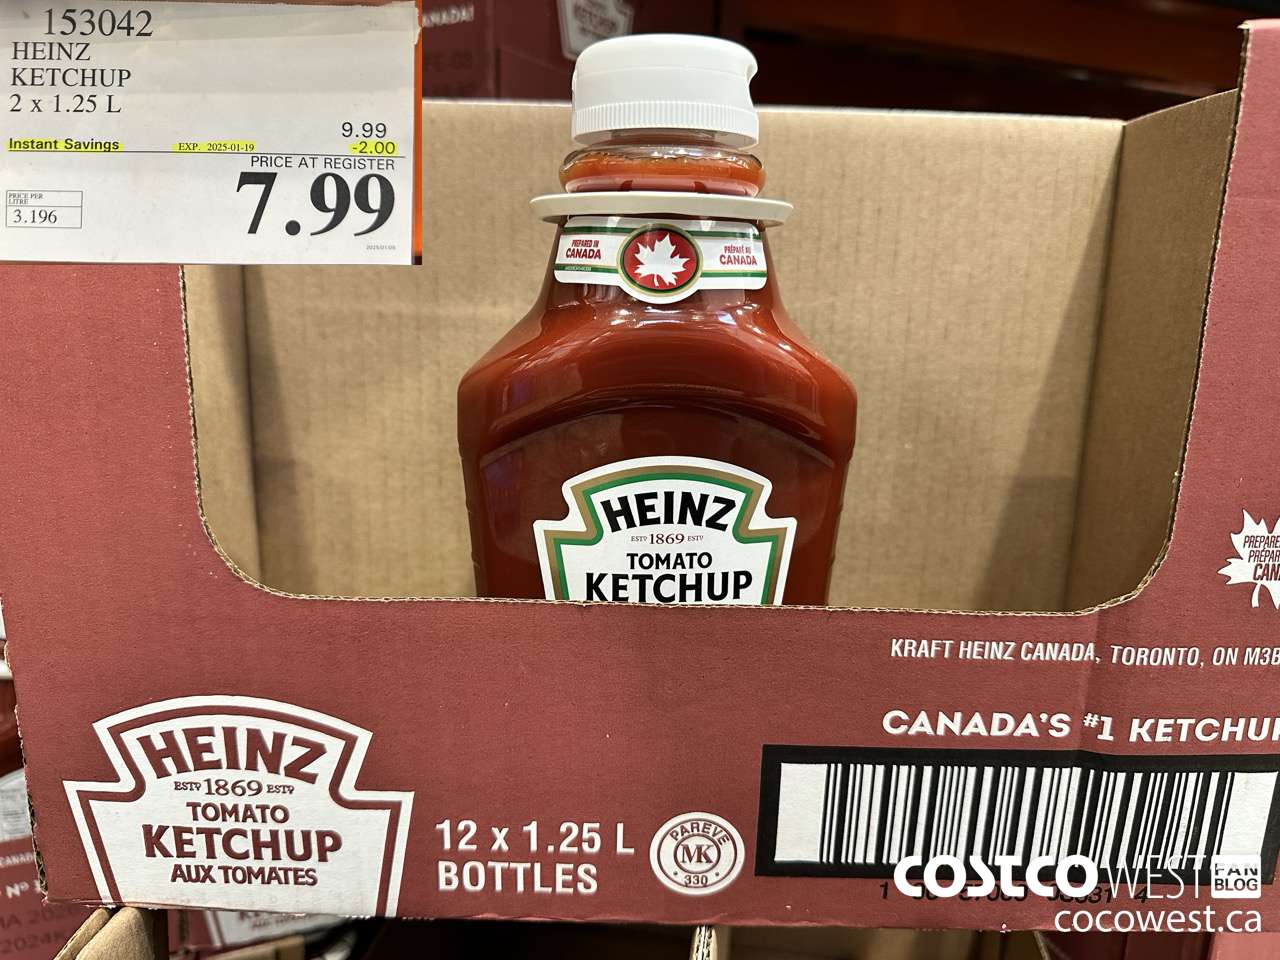 153042
HEINZ
KETCHUP
2 x 1.25 L
9.99
Instant Savings EXP. 2025-01-19 -2.00
PRICE AT REGISTER
7.99
PRICE PER
LITRE
3.196
PREPARED IN
CANADA
PRÉPARÉ AU
CANADA
HEINZ
ESTD 1869 ESTD
TOMATO
KETCHUP
KRAFT HEINZ CANADA, TORONTO, ON M3B
CANADA'S #1 KETCHU
HEINZ
ESTD 1869 ESTD
TOMATO
KETCHUP
AUX TOMATES
12 x 1.25 L
BOTTLES
PAREVE
MK
330
COSTCO WEST FAN BLOG
cocowest.ca